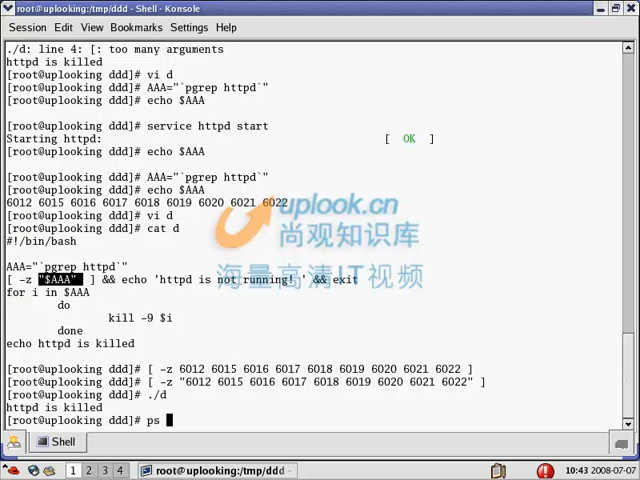 root@uplooking:/tmp/ddd - Shell - Konsole
Session Edit View Bookmarks Settings Help
./d: line 4: [: too many arguments
httpd is killed
[root@uplooking ddd]# vi d
[root@uplooking ddd]# AAA="`pgrep httpd`"
[root@uplooking ddd]# echo $AAA
[root@uplooking ddd]# service httpd start
Starting httpd: [ OK ]
[root@uplooking ddd]# echo $AAA
[root@uplooking ddd]# AAA="`pgrep httpd`"
[root@uplooking ddd]# echo $AAA
6012 6015 6016 6017 6018 6019 6020 6021 6022
[root@uplooking ddd]# vi d
[root@uplooking ddd]# cat d
#!/bin/bash
AAA="`pgrep httpd`"
[ -z "$AAA" ] && echo 'httpd is not running! ' && exit
for i in $AAA
do
kill -9 $i
done
echo httpd is killed
[root@uplooking ddd]# [ -z 6012 6015 6016 6017 6018 6019 6020 6021 6022 ]
[root@uplooking ddd]# [ -z "6012 6015 6016 6017 6018 6019 6020 6021 6022" ]
[root@uplooking ddd]# ./d
httpd is killed
[root@uplooking ddd]# ps
uplook.cn
尚观知识库
海量高清IT视频
Shell
1 2 3 4 root@uplooking:/tmp/ddd - 10:43 2008-07-07